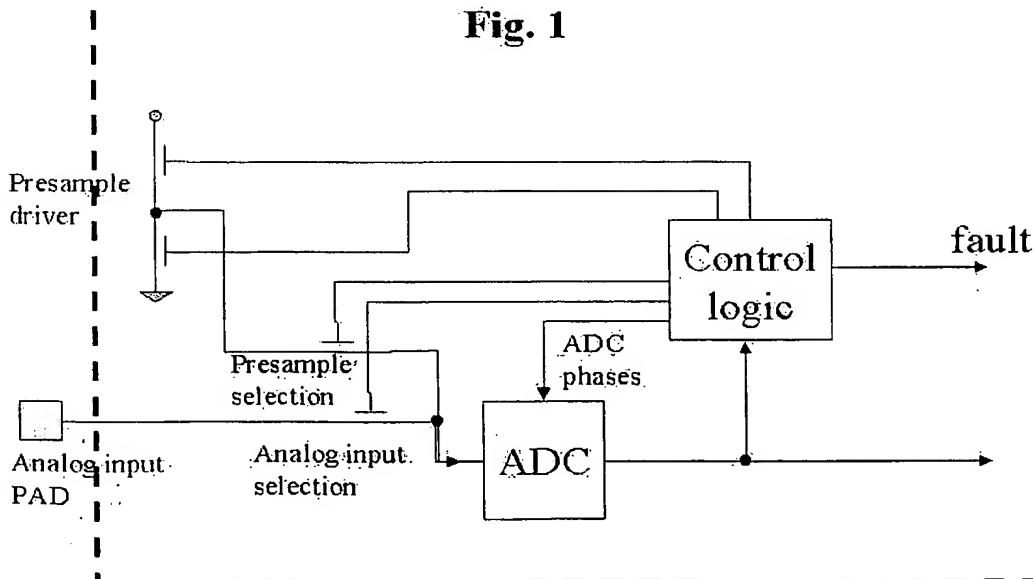 Fig. 1
Presample
driver
Control
logic
fault
ADC
phases
Presample
selection
Analog input
selection
ADC
Analog input
PAD